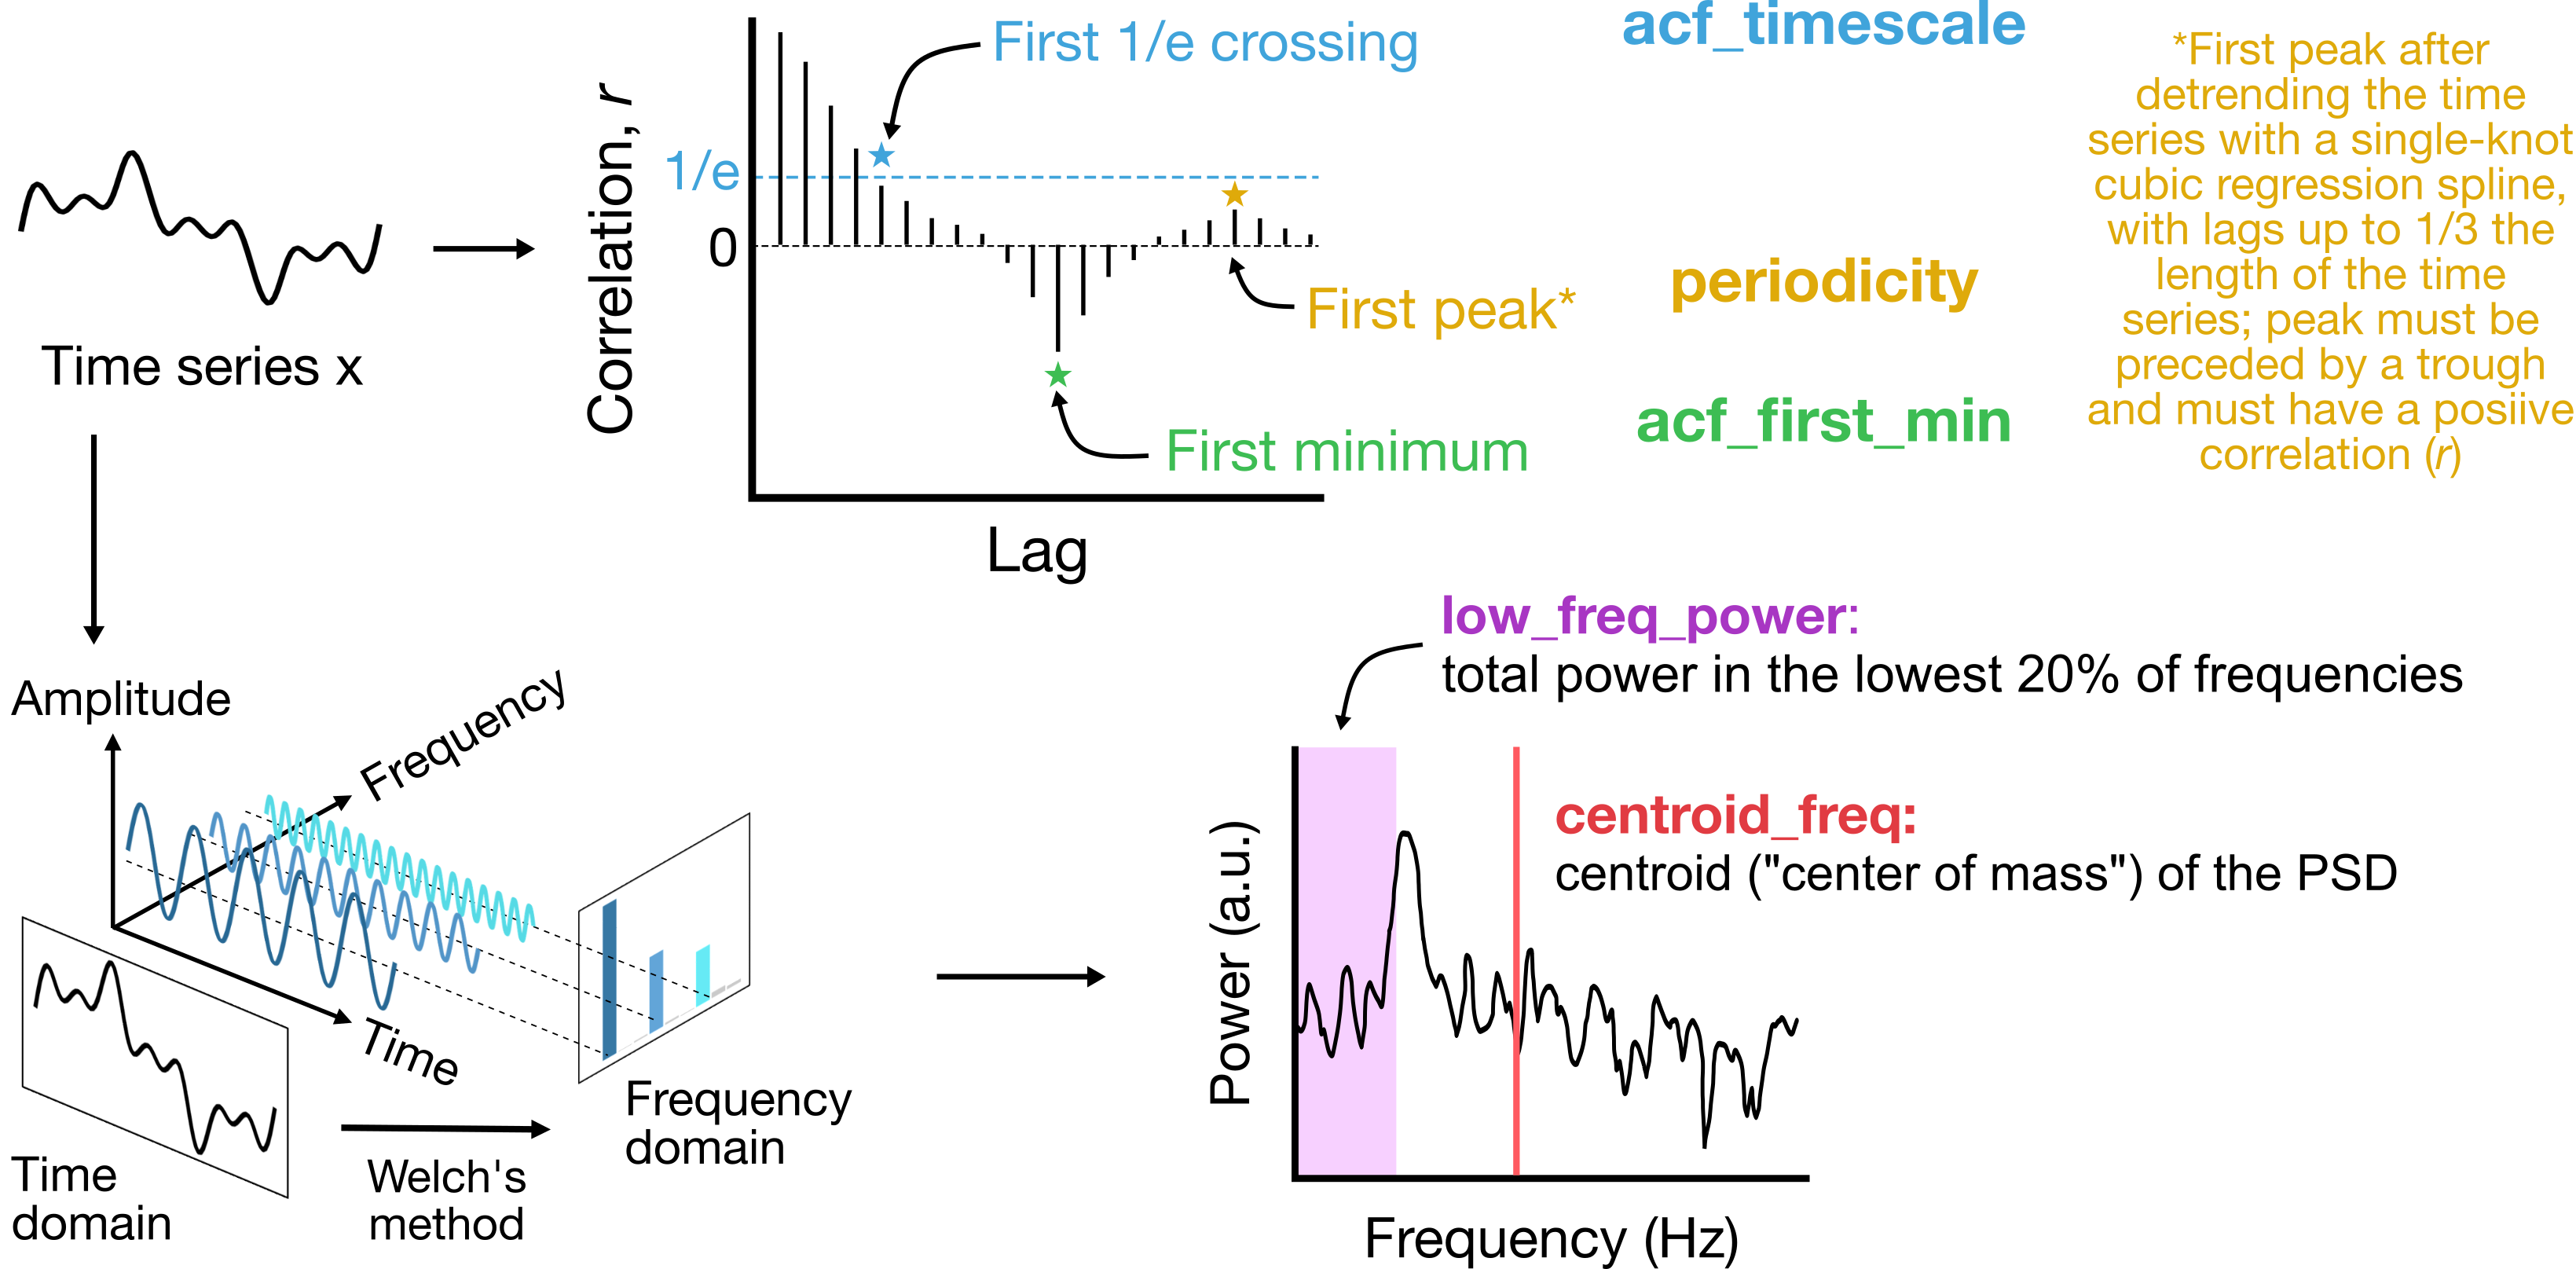 First 1/e crossing
acf_timescale
*First peak after
detrending the time
series with a single-knot
cubic regression spline,
with lags up to 1/3 the
length of the time
series; peak must be
preceded by a trough
and must have a posiive
correlation (r)
Correlation, r
1/e
0
Time series x
First peak*
periodicity
First minimum
acf_first_min
Lag
low_freq_power:
total power in the lowest 20% of frequencies
Amplitude
Frequency
Time
Time
domain
Welch's
method
Frequency
domain
Power (a.u.)
centroid_freq:
centroid ("center of mass") of the PSD
Frequency (Hz)